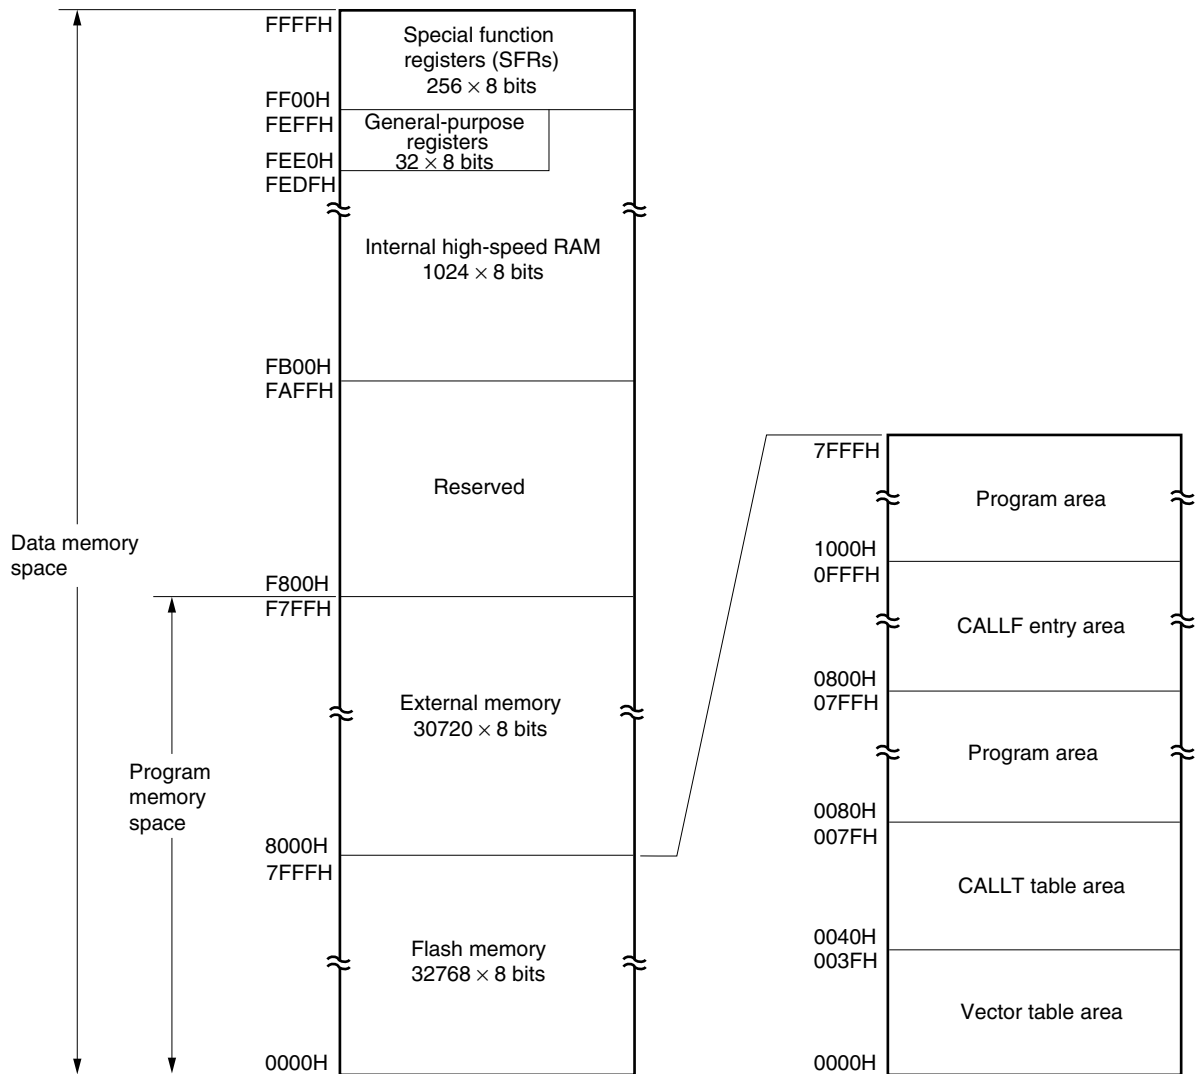 FFFFH
Special function
registers (SFRs)
256 × 8 bits
FF00H
FEFFH
General-purpose
registers
32 × 8 bits
FEE0H
FEDFH
Internal high-speed RAM
1024 × 8 bits
FB00H
FAFFH
Reserved
Data memory
space
F800H
F7FFH
External memory
30720 × 8 bits
Program
memory
space
8000H
7FFFH
Flash memory
32768 × 8 bits
0000H
7FFFH
Program area
1000H
0FFFH
CALLF entry area
0800H
07FFH
Program area
0080H
007FH
CALLT table area
0040H
003FH
Vector table area
0000H